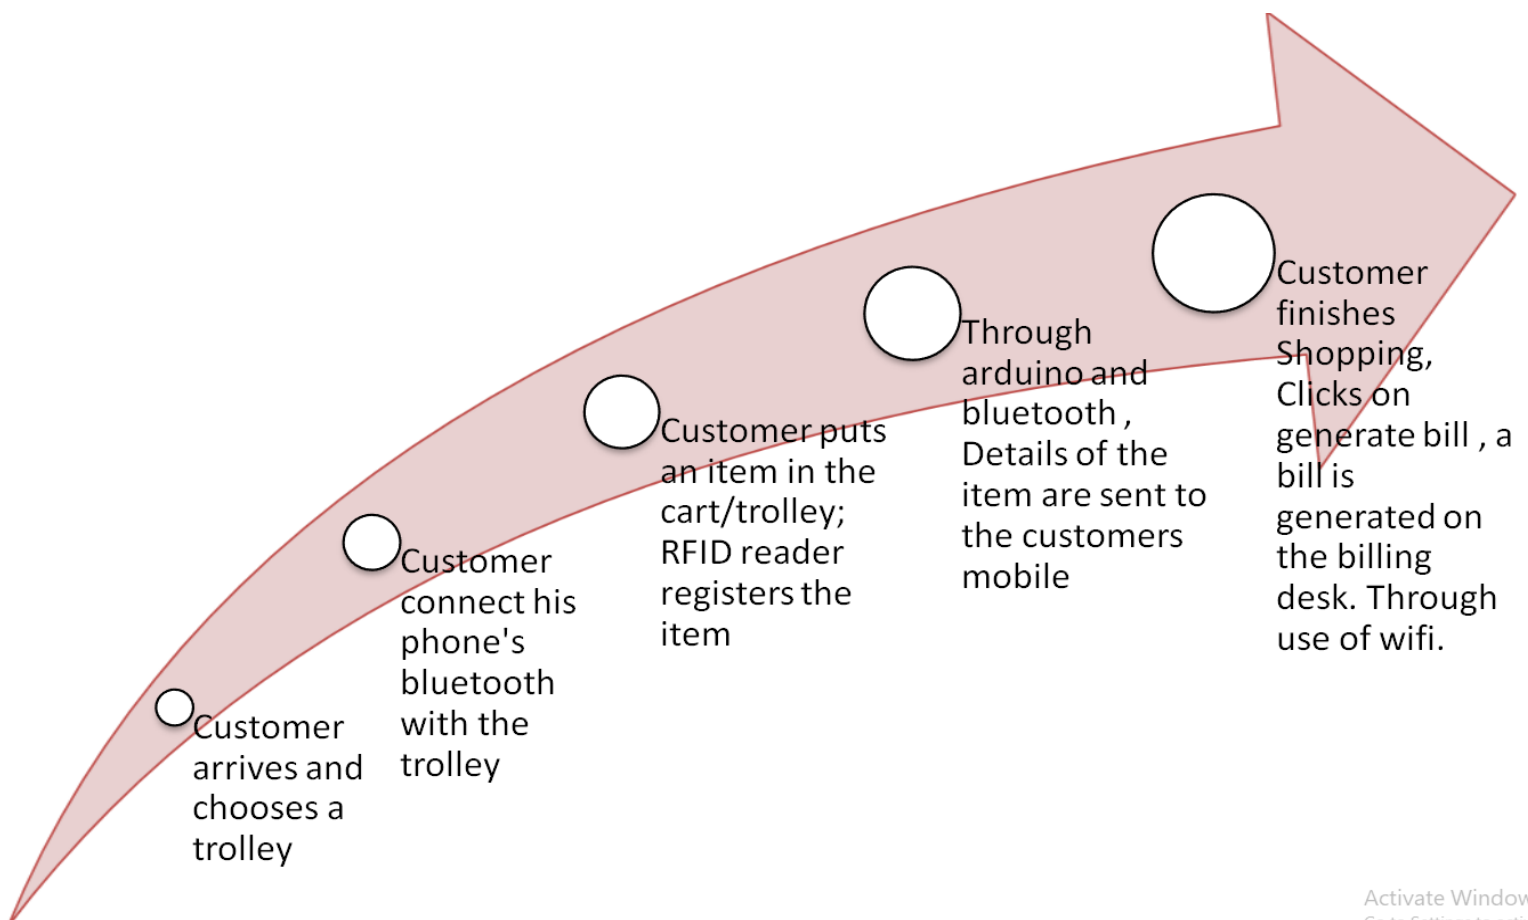 Customer
arrives and
chooses a
trolley
Customer
connect his
phone's
bluetooth
with the
trolley
Customer puts
an item in the
cart/trolley;
RFID reader
registers the
item
Through
arduino and
bluetooth ,
Details of the
item are sent to
the customers
mobile
Customer
finishes
Shopping,
Clicks on
generate bill , a
bill is
generated on
the billing
desk. Through
use of wifi.
Activate Window